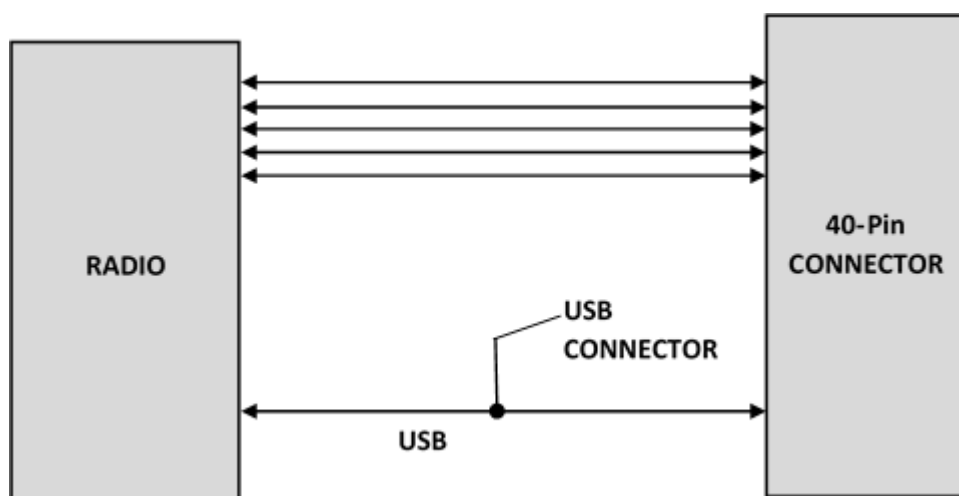 RADIO
40-Pin
CONNECTOR
USB
CONNECTOR
USB